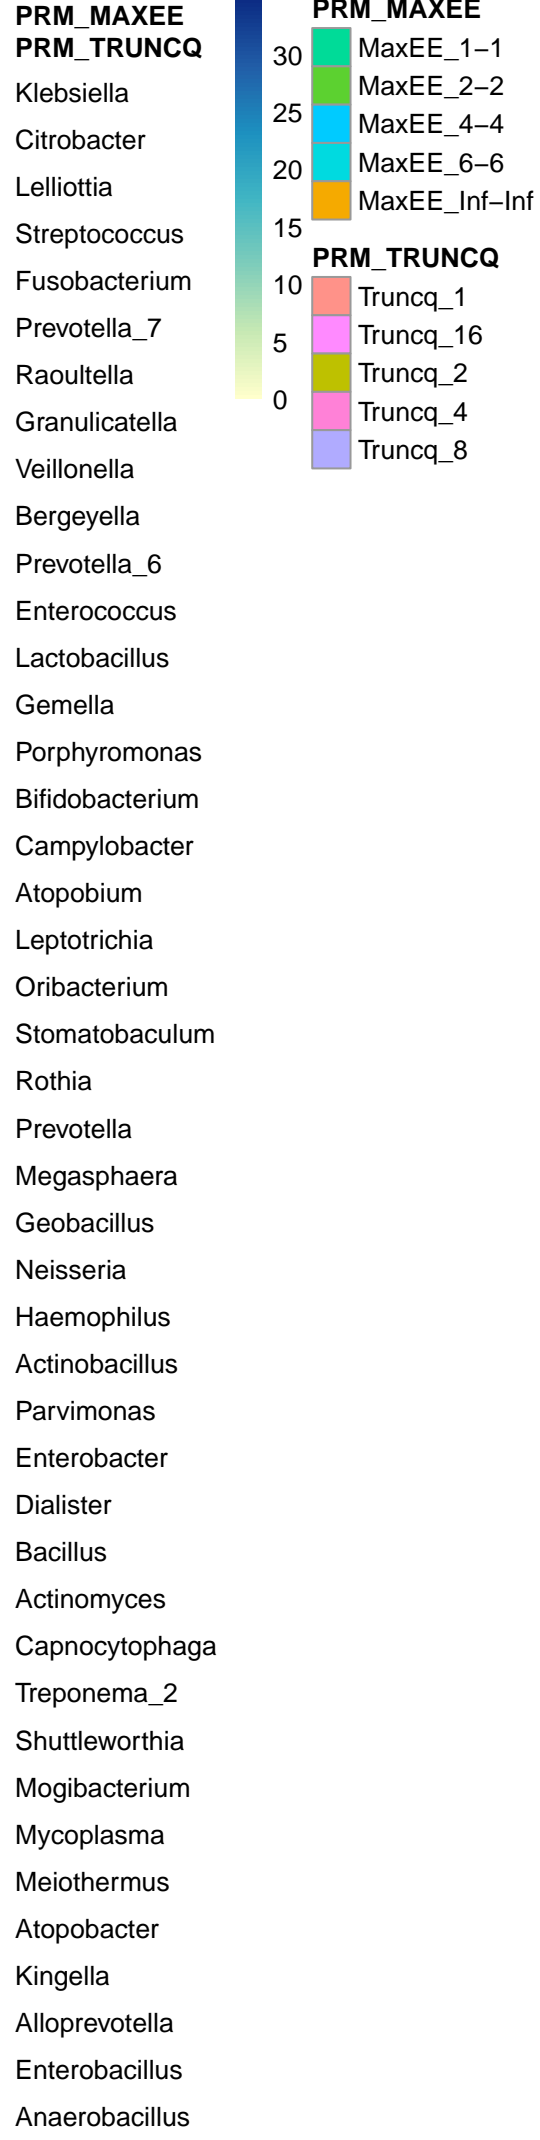 PRM_MAXEE
PRM_TRUNCQ
Klebsiella
Citrobacter
Lelliottia
Streptococcus
Fusobacterium
Prevotella_7
Raoultella
Granulicatella
Veillonella
Bergeyella
Prevotella_6
Enterococcus
Lactobacillus
Gemella
Porphyromonas
Bifidobacterium
Campylobacter
Atopobium
Leptotrichia
Oribacterium
Stomatobaculum
Rothia
Prevotella
Megasphaera
Geobacillus
Neisseria
Haemophilus
Actinobacillus
Parvimonas
Enterobacter
Dialister
Bacillus
Actinomyces
Capnocytophaga
Treponema_2
Shuttleworthia
Mogibacterium
Mycoplasma
Meiothermus
Atopobacter
Kingella
Alloprevotella
Enterobacillus
Anaerobacillus
30
25
20
15
10
5
0
PRM_MAXEE
MaxEE_1−1
MaxEE_2−2
MaxEE_4−4
MaxEE_6−6
MaxEE_Inf−Inf
PRM_TRUNCQ
Truncq_1
Truncq_16
Truncq_2
Truncq_4
Truncq_8